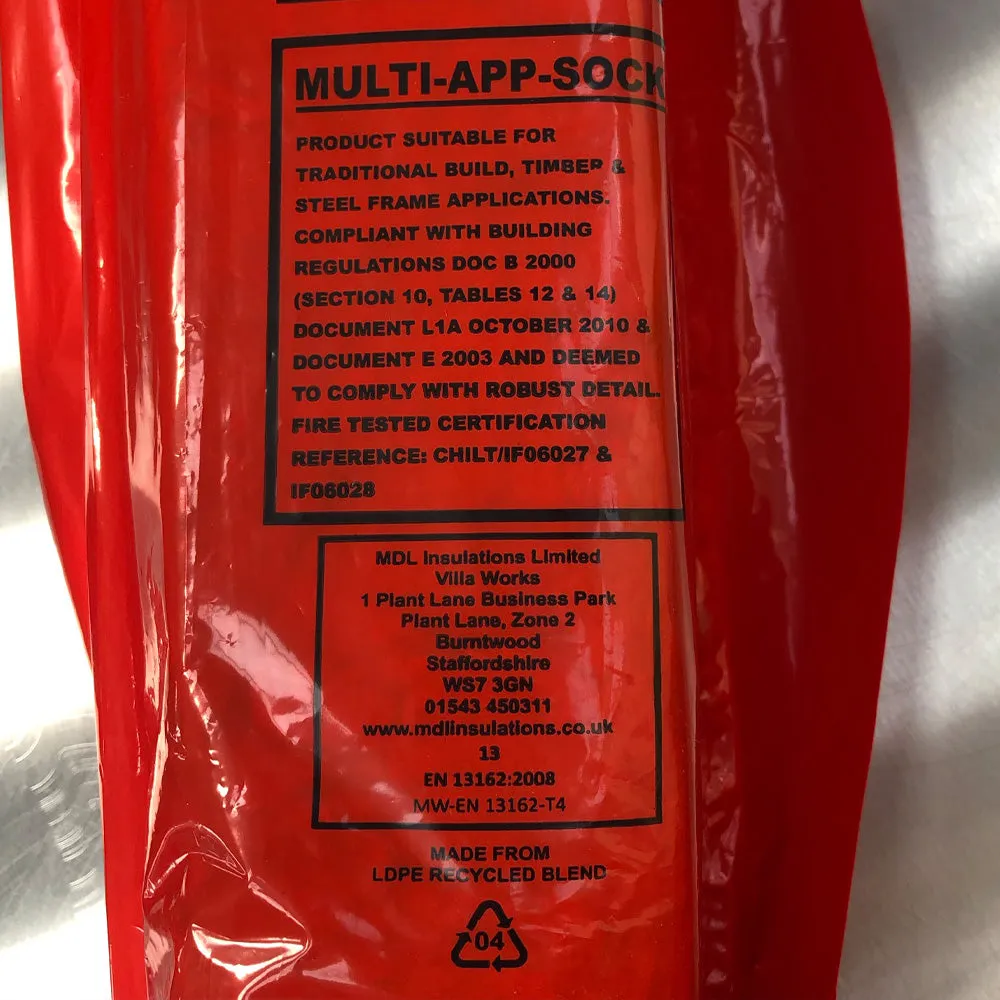 MULTI-APP-SOCK
PRODUCT SUITABLE FOR
TRADITIONAL BUILD, TIMBER &
STEEL FRAME APPLICATIONS.
COMPLIANT WITH BUILDING
REGULATIONS DOC B 2000
(SECTION 10, TABLES 12 & 14)
DOCUMENT L1A OCTOBER 2010 &
DOCUMENT E 2003 AND DEEMED
TO COMPLY WITH ROBUST DETAIL.
FIRE TESTED CERTIFICATION
REFERENCE: CHILT/IF06027 &
IF06028
MDL Insulations Limited
Villa Works
1 Plant Lane Business Park
Plant Lane, Zone 2
Burntwood
Staffordshire
WS7 3GN
01543 450311
www.mdlinsulations.co.uk
13
EN 13162:2008
MW-EN 13162-T4
MADE FROM
LDPE RECYCLED BLEND
04